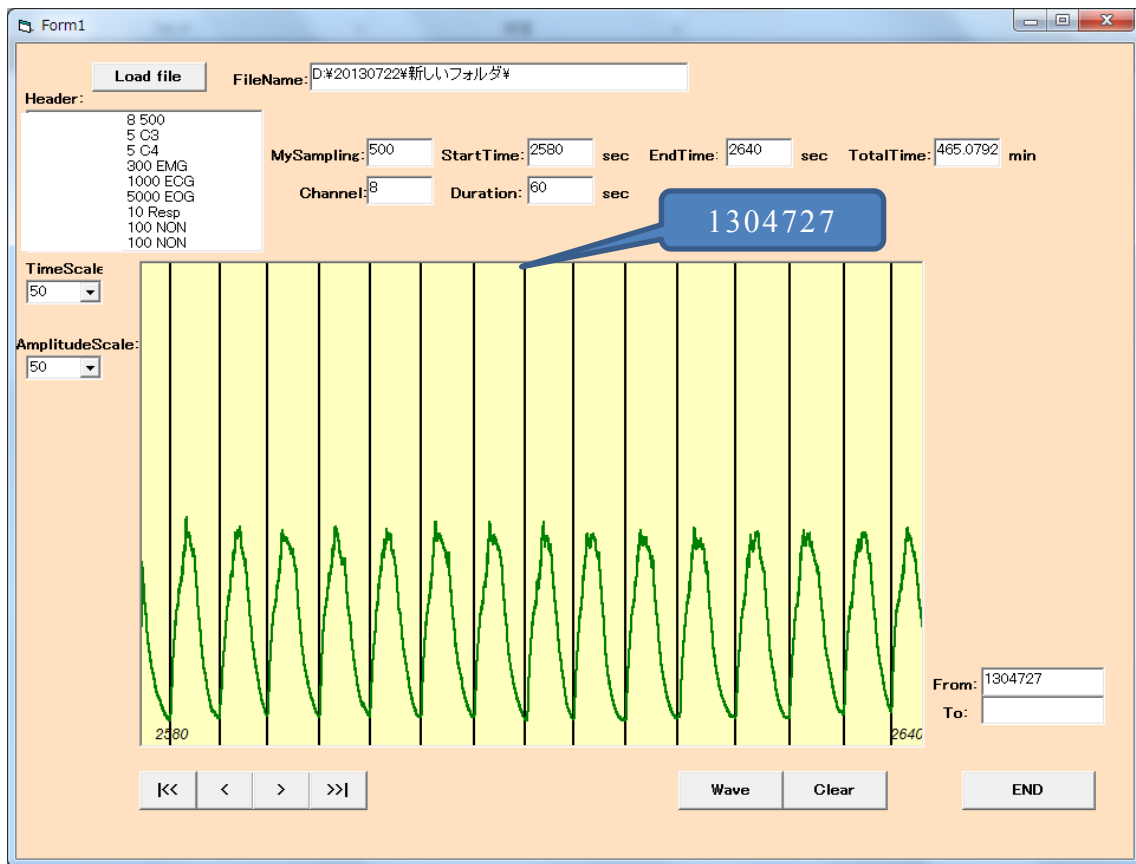 Form1
Load file
FileName: D:¥20130722¥新しいフォルダ¥
Header:
8 500
5 C3
5 C4
300 EMG
1000 ECG
5000 EOG
10 Resp
100 NON
100 NON
MySampling: 500 StartTime: 2580 sec EndTime: 2640 sec TotalTime: 465.0792 min
Channel: 8 Duration: 60 sec
1304727
TimeScale
50
AmplitudeScale:
50
2580 2640
From: 1304727
To:
|<< < > >>| Wave Clear END